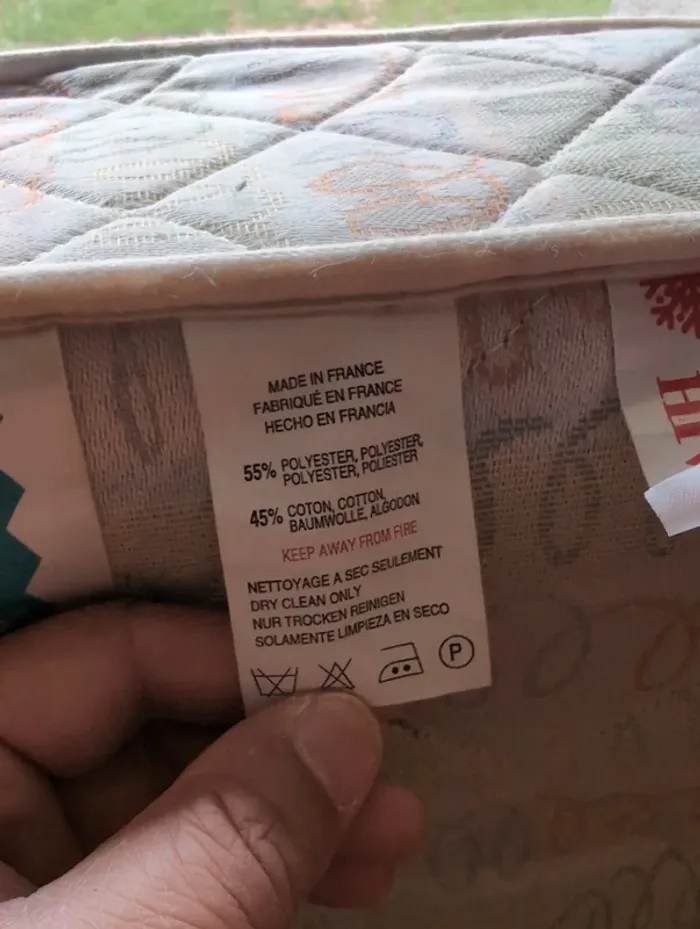 MADE IN FRANCE
FABRIQUÉ EN FRANCE
HECHO EN FRANCIA
55% POLYESTER, POLYESTER,
POLYESTER, POLIESTER
45% COTON, COTTON,
BAUMWOLLE, ALGODON
KEEP AWAY FROM FIRE
NETTOYAGE A SEC SEULEMENT
DRY CLEAN ONLY
NUR TROCKEN REINIGEN
SOLAMENTE LIMPIEZA EN SECO
P